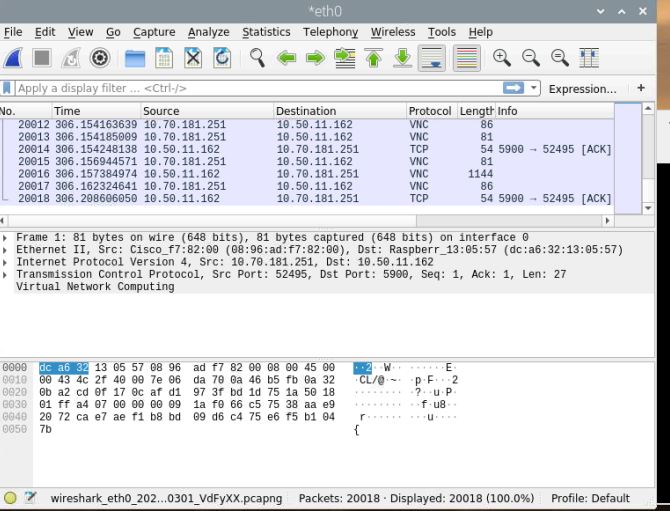 *eth0
File Edit View Go Capture Analyze Statistics Telephony Wireless Tools Help
Apply a display filter ... <Ctrl-/> Expression... +
No. Time Source Destination Protocol Length Info
20012 306.154163639 10.70.181.251 10.50.11.162 VNC 86
20013 306.154185009 10.70.181.251 10.50.11.162 VNC 81
20014 306.154248138 10.50.11.162 10.70.181.251 TCP 54 5900 → 52495 [ACK]
20015 306.156944571 10.70.181.251 10.50.11.162 VNC 81
20016 306.157384974 10.50.11.162 10.70.181.251 VNC 1144
20017 306.162324641 10.70.181.251 10.50.11.162 VNC 86
20018 306.208606050 10.50.11.162 10.70.181.251 TCP 54 5900 → 52495 [ACK]
Frame 1: 81 bytes on wire (648 bits), 81 bytes captured (648 bits) on interface 0
Ethernet II, Src: Cisco_f7:82:00 (08:96:ad:f7:82:00), Dst: Raspberr_13:05:57 (dc:a6:32:13:05:57)
Internet Protocol Version 4, Src: 10.70.181.251, Dst: 10.50.11.162
Transmission Control Protocol, Src Port: 52495, Dst Port: 5900, Seq: 1, Ack: 1, Len: 27
Virtual Network Computing
0000 dc a6 32 13 05 57 08 96 ad f7 82 00 08 00 45 00 ··2··W·· ······E·
0010 00 43 4c 2f 40 00 7e 06 da 70 0a 46 b5 fb 0a 32 ·CL/@·~· ·p·F···2
0020 0b a2 cd 0f 17 0c af d1 97 3f bd 1d 75 1a 50 18 ········ ·?··u·P·
0030 01 ff a4 07 00 00 00 09 1a f0 66 c5 75 38 aa e9 ········ ··f·u8··
0040 20 72 ca e7 ae f1 b8 bd 09 d6 c4 75 e6 f5 b1 04 r······ ···u····
0050 7b {
wireshark_eth0_202...0301_VdFyXX.pcapng Packets: 20018 · Displayed: 20018 (100.0%) Profile: Default